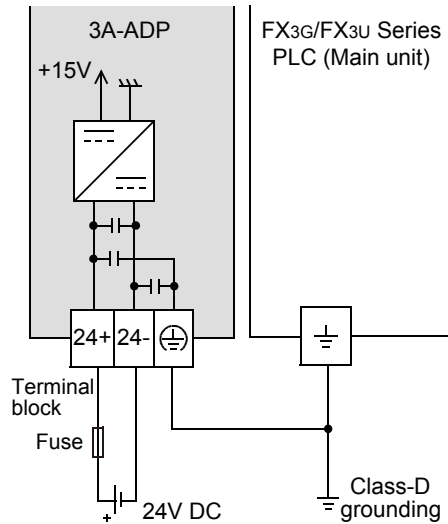 3A-ADP
FX3G/FX3U Series
PLC (Main unit)
+15V
24+ 24-
Terminal
block
Fuse
+
24V DC
Class-D
grounding